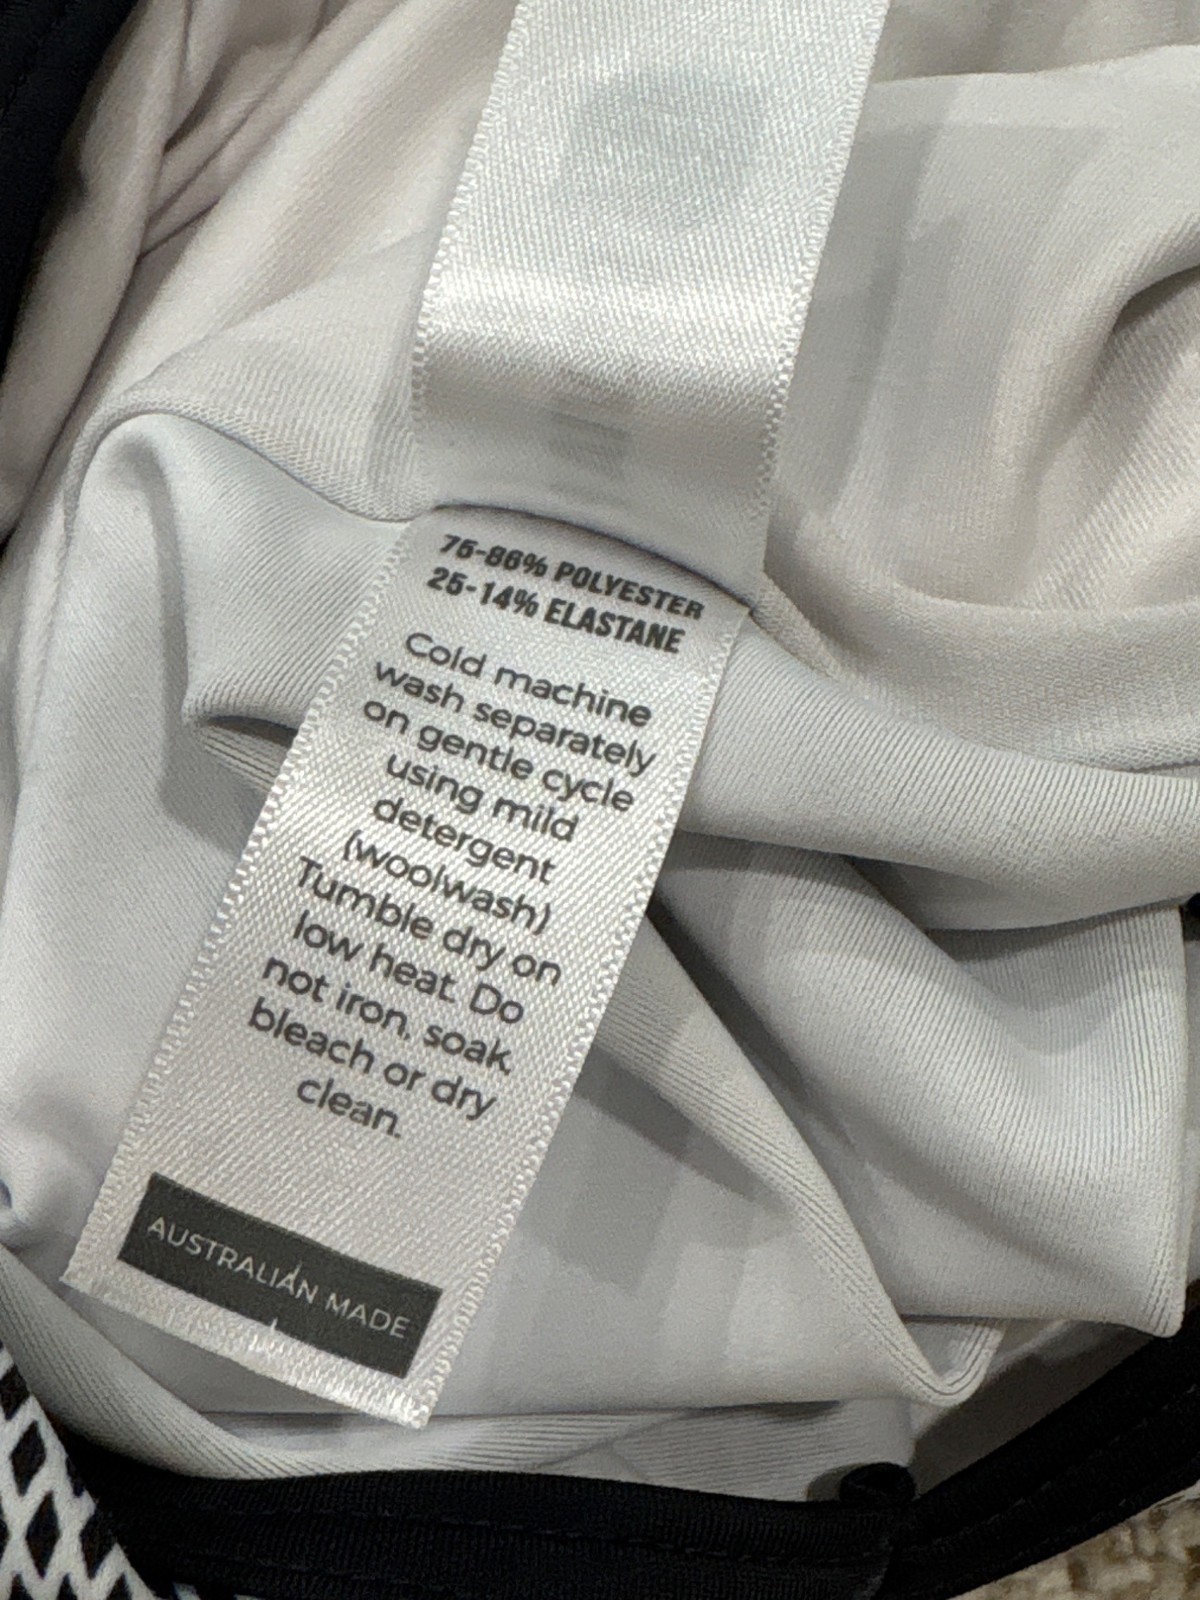 75-86% POLYESTER
25-14% ELASTANE
Cold machine
wash separately
on gentle cycle
using mild
detergent
(woolwash)
Tumble dry on
low heat. Do
not iron, soak,
bleach or dry
clean.
AUSTRALIAN MADE